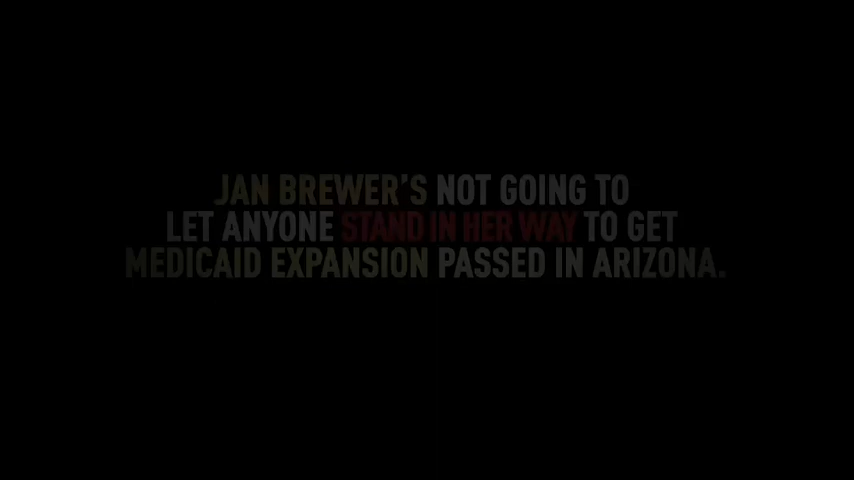 JAN BREWER'S NOT GOING TO
LET ANYONE STAND IN HER WAY TO GET
MEDICAID EXPANSION PASSED IN ARIZONA.